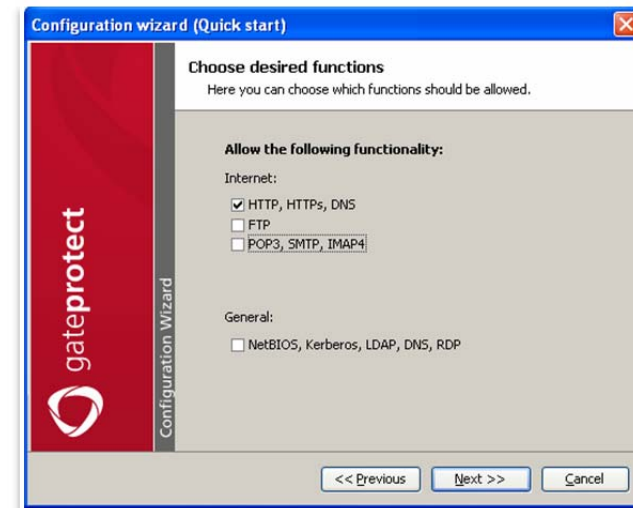 Configuration wizard (Quick start)
Choose desired functions
Here you can choose which functions should be allowed.
Allow the following functionality:
Internet:
HTTP, HTTPs, DNS
FTP
POP3, SMTP, IMAP4
General:
NetBIOS, Kerberos, LDAP, DNS, RDP
gateprotect
Configuration Wizard
<< Previous
Next >>
Cancel